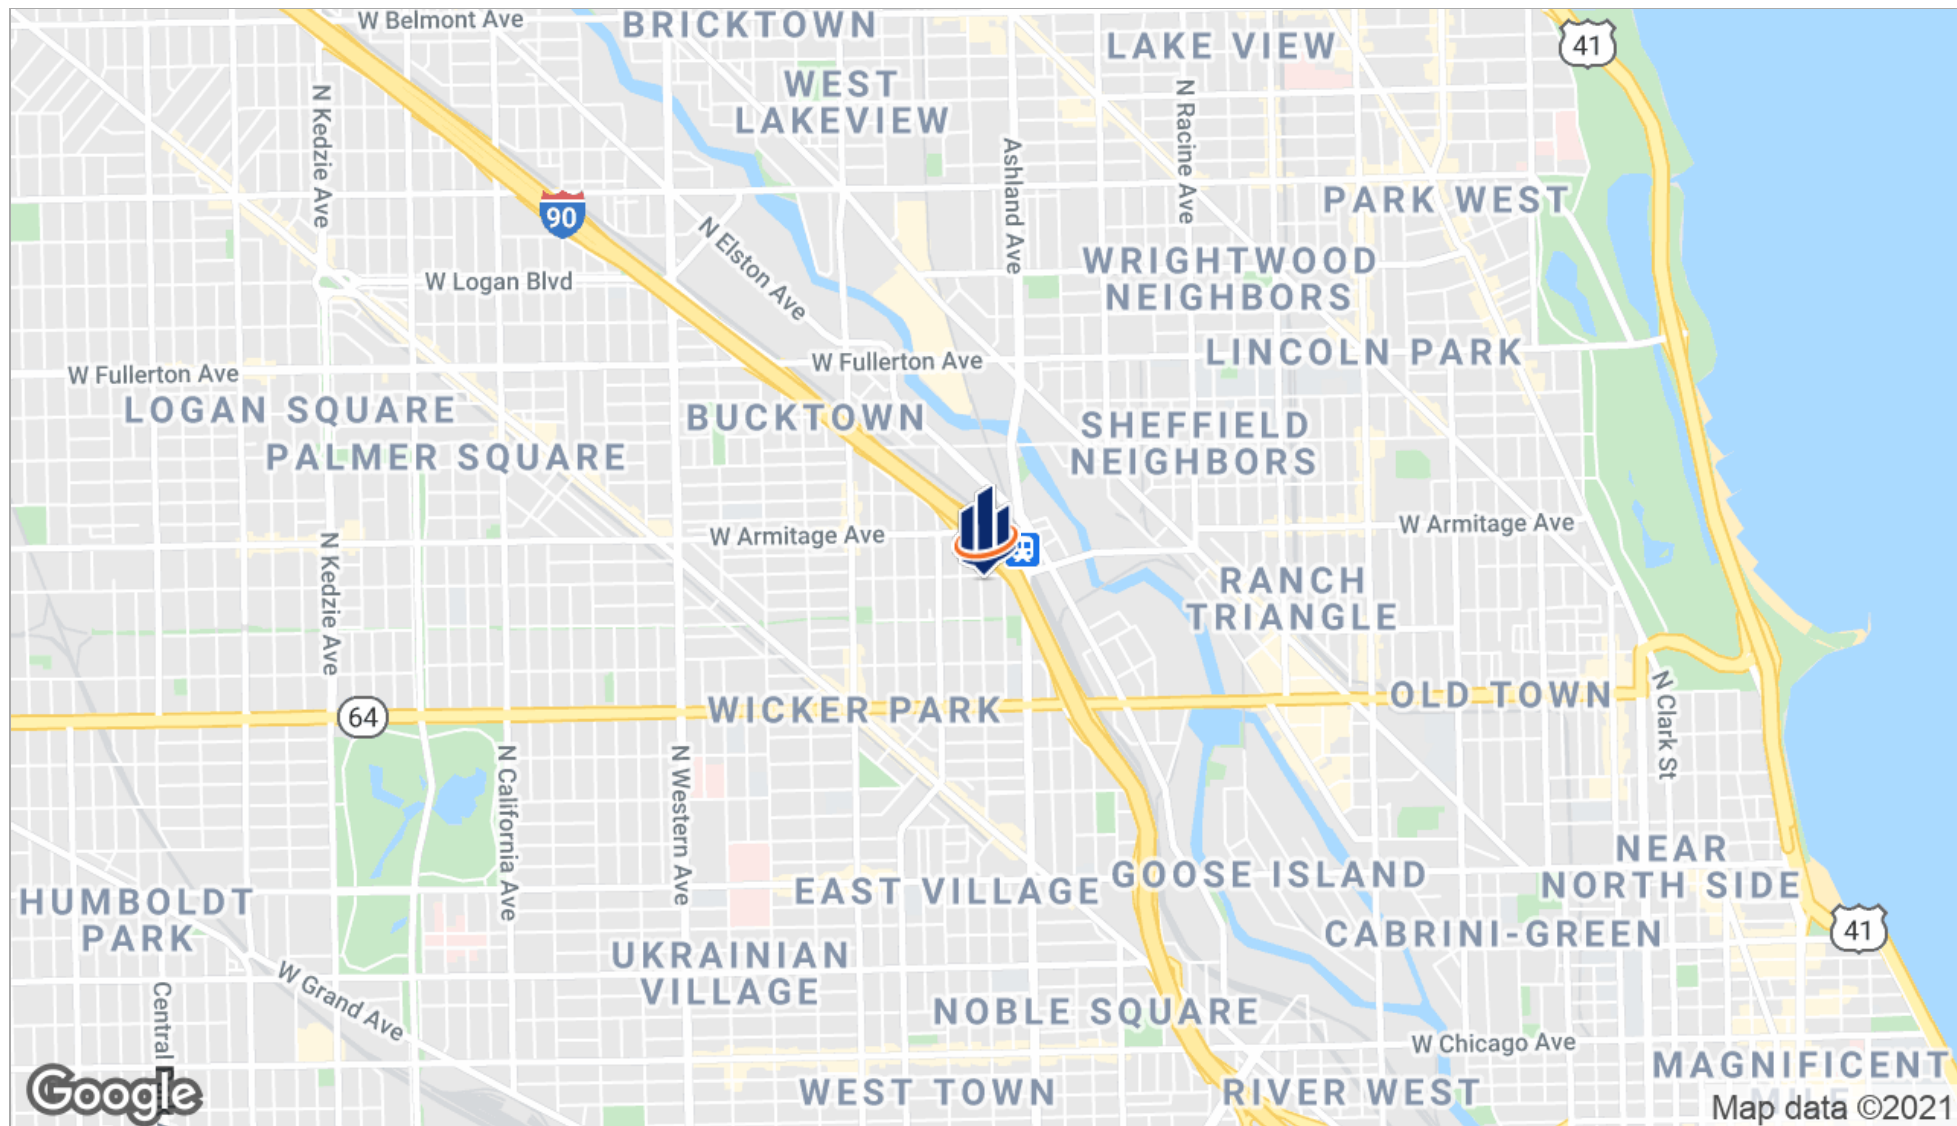 W Belmont Ave
BRICKTOWN
LAKE VIEW
41
WEST
LAKEVIEW
N Kedzie Ave
N Racine Ave
Ashland Ave
PARK WEST
90
N Elston Ave
WRIGHTWOOD
NEIGHBORS
W Logan Blvd
W Fullerton Ave
W Fullerton Ave
LINCOLN PARK
LOGAN SQUARE
BUCKTOWN
SHEFFIELD
NEIGHBORS
PALMER SQUARE
W Armitage Ave
W Armitage Ave
N Kedzie Ave
RANCH
TRIANGLE
64
WICKER PARK
OLD TOWN
N Clark St
N California Ave
N Western Ave
NEAR
NORTH SIDE
GOOSE ISLAND
EAST VILLAGE
HUMBOLDT
PARK
CABRINI-GREEN
41
UKRAINIAN
VILLAGE
W Grand Ave
NOBLE SQUARE
Central
W Chicago Ave
MAGNIFICENT
MILE
WEST TOWN
RIVER WEST
Google
Map data ©2021